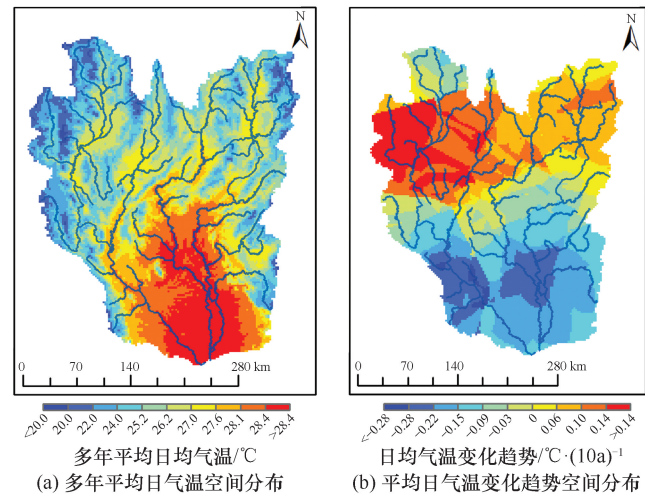 N
0 70 140 280 km
<20.0 20.0 22.0 24.0 25.2 26.2 27.0 27.6 28.1 28.4 >28.4
多年平均日均气温/℃
(a) 多年平均日气温空间分布
N
0 70 140 280 km
<-0.28 -0.28 -0.22 -0.15 -0.09 -0.03 0 0.06 0.10 0.14 >0.14
日均气温变化趋势/℃·(10a)⁻¹
(b) 平均日气温变化趋势空间分布